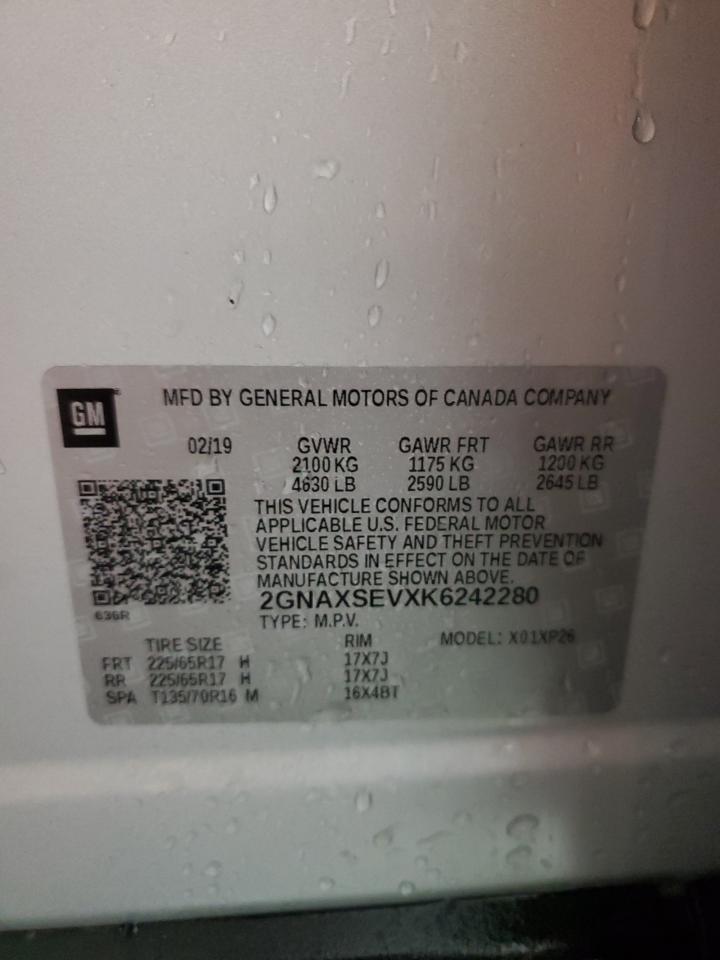 GM
MFD BY GENERAL MOTORS OF CANADA COMPANY
02/19 GVWR GAWR FRT GAWR RR
2100 KG 1175 KG 1200 KG
4630 LB 2590 LB 2645 LB
THIS VEHICLE CONFORMS TO ALL
APPLICABLE U.S. FEDERAL MOTOR
VEHICLE SAFETY AND THEFT PREVENTION
STANDARDS IN EFFECT ON THE DATE OF
MANUFACTURE SHOWN ABOVE.
2GNAXSEVXK6242280
636R
TYPE: M.P.V.
TIRE SIZE RIM MODEL: X01XP26
FRT 225/65R17 H 17X7J
RR 225/65R17 H 17X7J
SPA T135/70R16 M 16X4BT